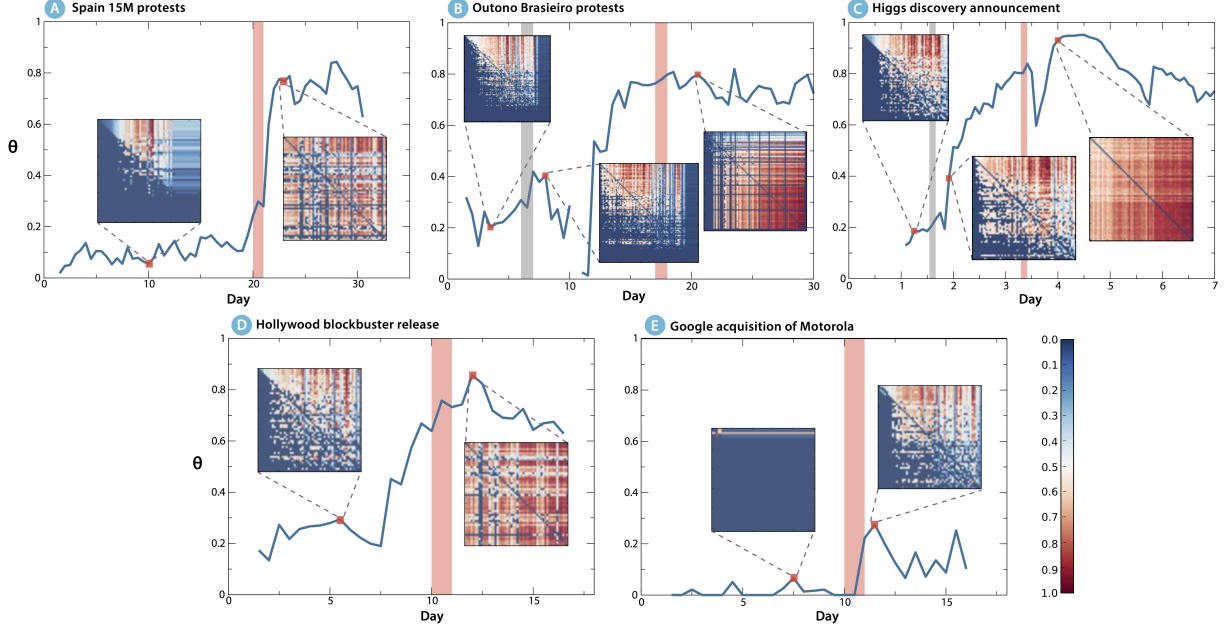 A Spain 15M protests
B Outono Brasieiro protests
C Higgs discovery announcement
1 0.8 0.6 0.4 0.2 0
θ
0 10 20 30
Day
1 0.8 0.6 0.4 0.2 0
0 10 20 30
Day
1 0.8 0.6 0.4 0.2 0
0 1 2 3 4 5 6 7
Day
D Hollywood blockbuster release
E Google acquisition of Motorola
1 0.8 0.6 0.4 0.2 0
θ
0 5 10 15
Day
1 0.8 0.6 0.4 0.2 0
0 5 10 15
Day
0.0
0.1
0.2
0.3
0.4
0.5
0.6
0.7
0.8
0.9
1.0